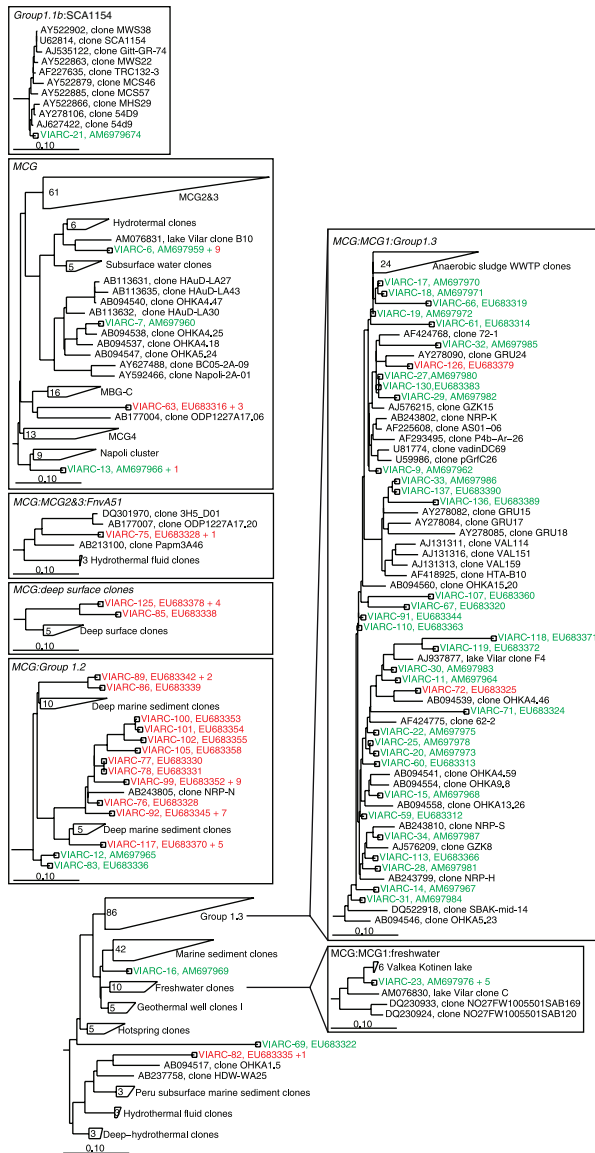 Group1.1b:SCA1154
AY522902, clone MWS38
U62814, clone SCA1154
AJ535122, clone Gitt-GR-74
AY522863, clone MWS22
AF227635, clone TRC132-3
AY522879, clone MCS46
AY522885, clone MCS57
AY522866, clone MHS29
AY278106, clone 54D9
AJ627422, clone 54d9
VIARC-21, AM6979674
0.10
MCG
61
MCG2&3
6
Hydrotermal clones
AM076831, lake Vilar clone B10
VIARC-6, AM697959 + 9
5
Subsurface water clones
AB113631, clone HAuD-LA27
AB113635, clone HAuD-LA43
AB094540, clone OHKA4.47
AB113632, clone HAuD-LA30
VIARC-7, AM697960
AB094538, clone OHKA4.25
AB094537, clone OHKA4.18
AB094547, clone OHKA5.24
AY627488, clone BC05-2A-09
AY592466, clone Napoli-2A-01
16
MBG-C
VIARC-63, EU683316 + 3
AB177004, clone ODP1227A17.06
13
MCG4
9
Napoli cluster
VIARC-13, AM697966 + 1
0.10
MCG:MCG2&3:FnvA51
DQ301970, clone 3H5_D01
AB177007, clone ODP1227A17.20
VIARC-75, EU683328 + 1
AB213100, clone Papm3A46
3 Hydrothermal fluid clones
0.10
MCG:deep surface clones
VIARC-125, EU683378 + 4
VIARC-85, EU683338
5
Deep surface clones
0.10
MCG:Group 1.2
VIARC-89, EU683342 + 2
VIARC-86, EU683339
10
Deep marine sediment clones
VIARC-100, EU683353
VIARC-101, EU683354
VIARC-102, EU683355
VIARC-105, EU683358
VIARC-77, EU683330
VIARC-78, EU683331
VIARC-99, EU683352 + 9
AB243805, clone NRP-N
VIARC-76, EU683328
VIARC-92, EU683345 + 7
5
Deep marine sediment clones
VIARC-117, EU683370 + 5
VIARC-12, AM697965
VIARC-83, EU683336
0.10
86
Group 1.3
42
Marine sediment clones
VIARC-16, AM697969
10
Freshwater clones
5
Geothermal well clones I
5
Hotspring clones
VIARC-69, EU683322
VIARC-82, EU683335 +1
AB094517, clone OHKA1.5
AB237758, clone HDW-WA25
3
Peru subsurface marine sediment clones
Hydrothermal fluid clones
3
Deep-hydrothermal clones
0.10
MCG:MCG1:Group1.3
24
Anaerobic sludge WWTP clones
VIARC-17, AM697970
VIARC-18, AM697971
VIARC-66, EU683319
VIARC-19, AM697972
VIARC-61, EU683314
AF424768, clone 72-1
VIARC-32, AM697985
AY278090, clone GRU24
VIARC-126, EU683379
VIARC-27, AM697980
VIARC-130, EU683383
VIARC-29, AM697982
AJ576215, clone GZK15
AB243802, clone NRP-K
AF225608, clone AS01-06
AF293495, clone P4b-Ar-26
U81774, clone vadinDC69
U59986, clone pGrfC26
VIARC-9, AM697962
VIARC-33, AM697986
VIARC-137, EU683390
VIARC-136, EU683389
AY278082, clone GRU15
AY278084, clone GRU17
AY278085, clone GRU18
AJ131311, clone VAL114
AJ131316, clone VAL151
AJ131313, clone VAL159
AF418925, clone HTA-B10
AB094560, clone OHKA15.20
VIARC-107, EU683360
VIARC-67, EU683320
VIARC-91, EU683344
VIARC-110, EU683363
VIARC-118, EU683371
VIARC-119, EU683372
AJ937877, lake Vilar clone F4
VIARC-30, AM697983
VIARC-11, AM697964
VIARC-72, EU683325
AB094539, clone OHKA4.46
VIARC-71, EU683324
AF424775, clone 62-2
VIARC-22, AM697975
VIARC-25, AM697978
VIARC-20, AM697973
VIARC-60, EU683313
AB094541, clone OHKA4.59
AB094554, clone OHKA9.8
VIARC-15, AM697968
AB094558, clone OHKA13.26
VIARC-59, EU683312
AB243810, clone NRP-S
VIARC-34, AM697987
AJ576209, clone GZK8
VIARC-113, EU683366
VIARC-28, AM697981
AB243799, clone NRP-H
VIARC-14, AM697967
VIARC-31, AM697984
DQ522918, clone SBAK-mid-14
AB094546, clone OHKA5.23
0.10
MCG:MCG1:freshwater
6 Valkea Kotinen lake
VIARC-23, AM697976 + 5
AM076830, lake Vilar clone C
DQ230933, clone NO27FW1005501SAB169
DQ230924, clone NO27FW1005501SAB120
0.10